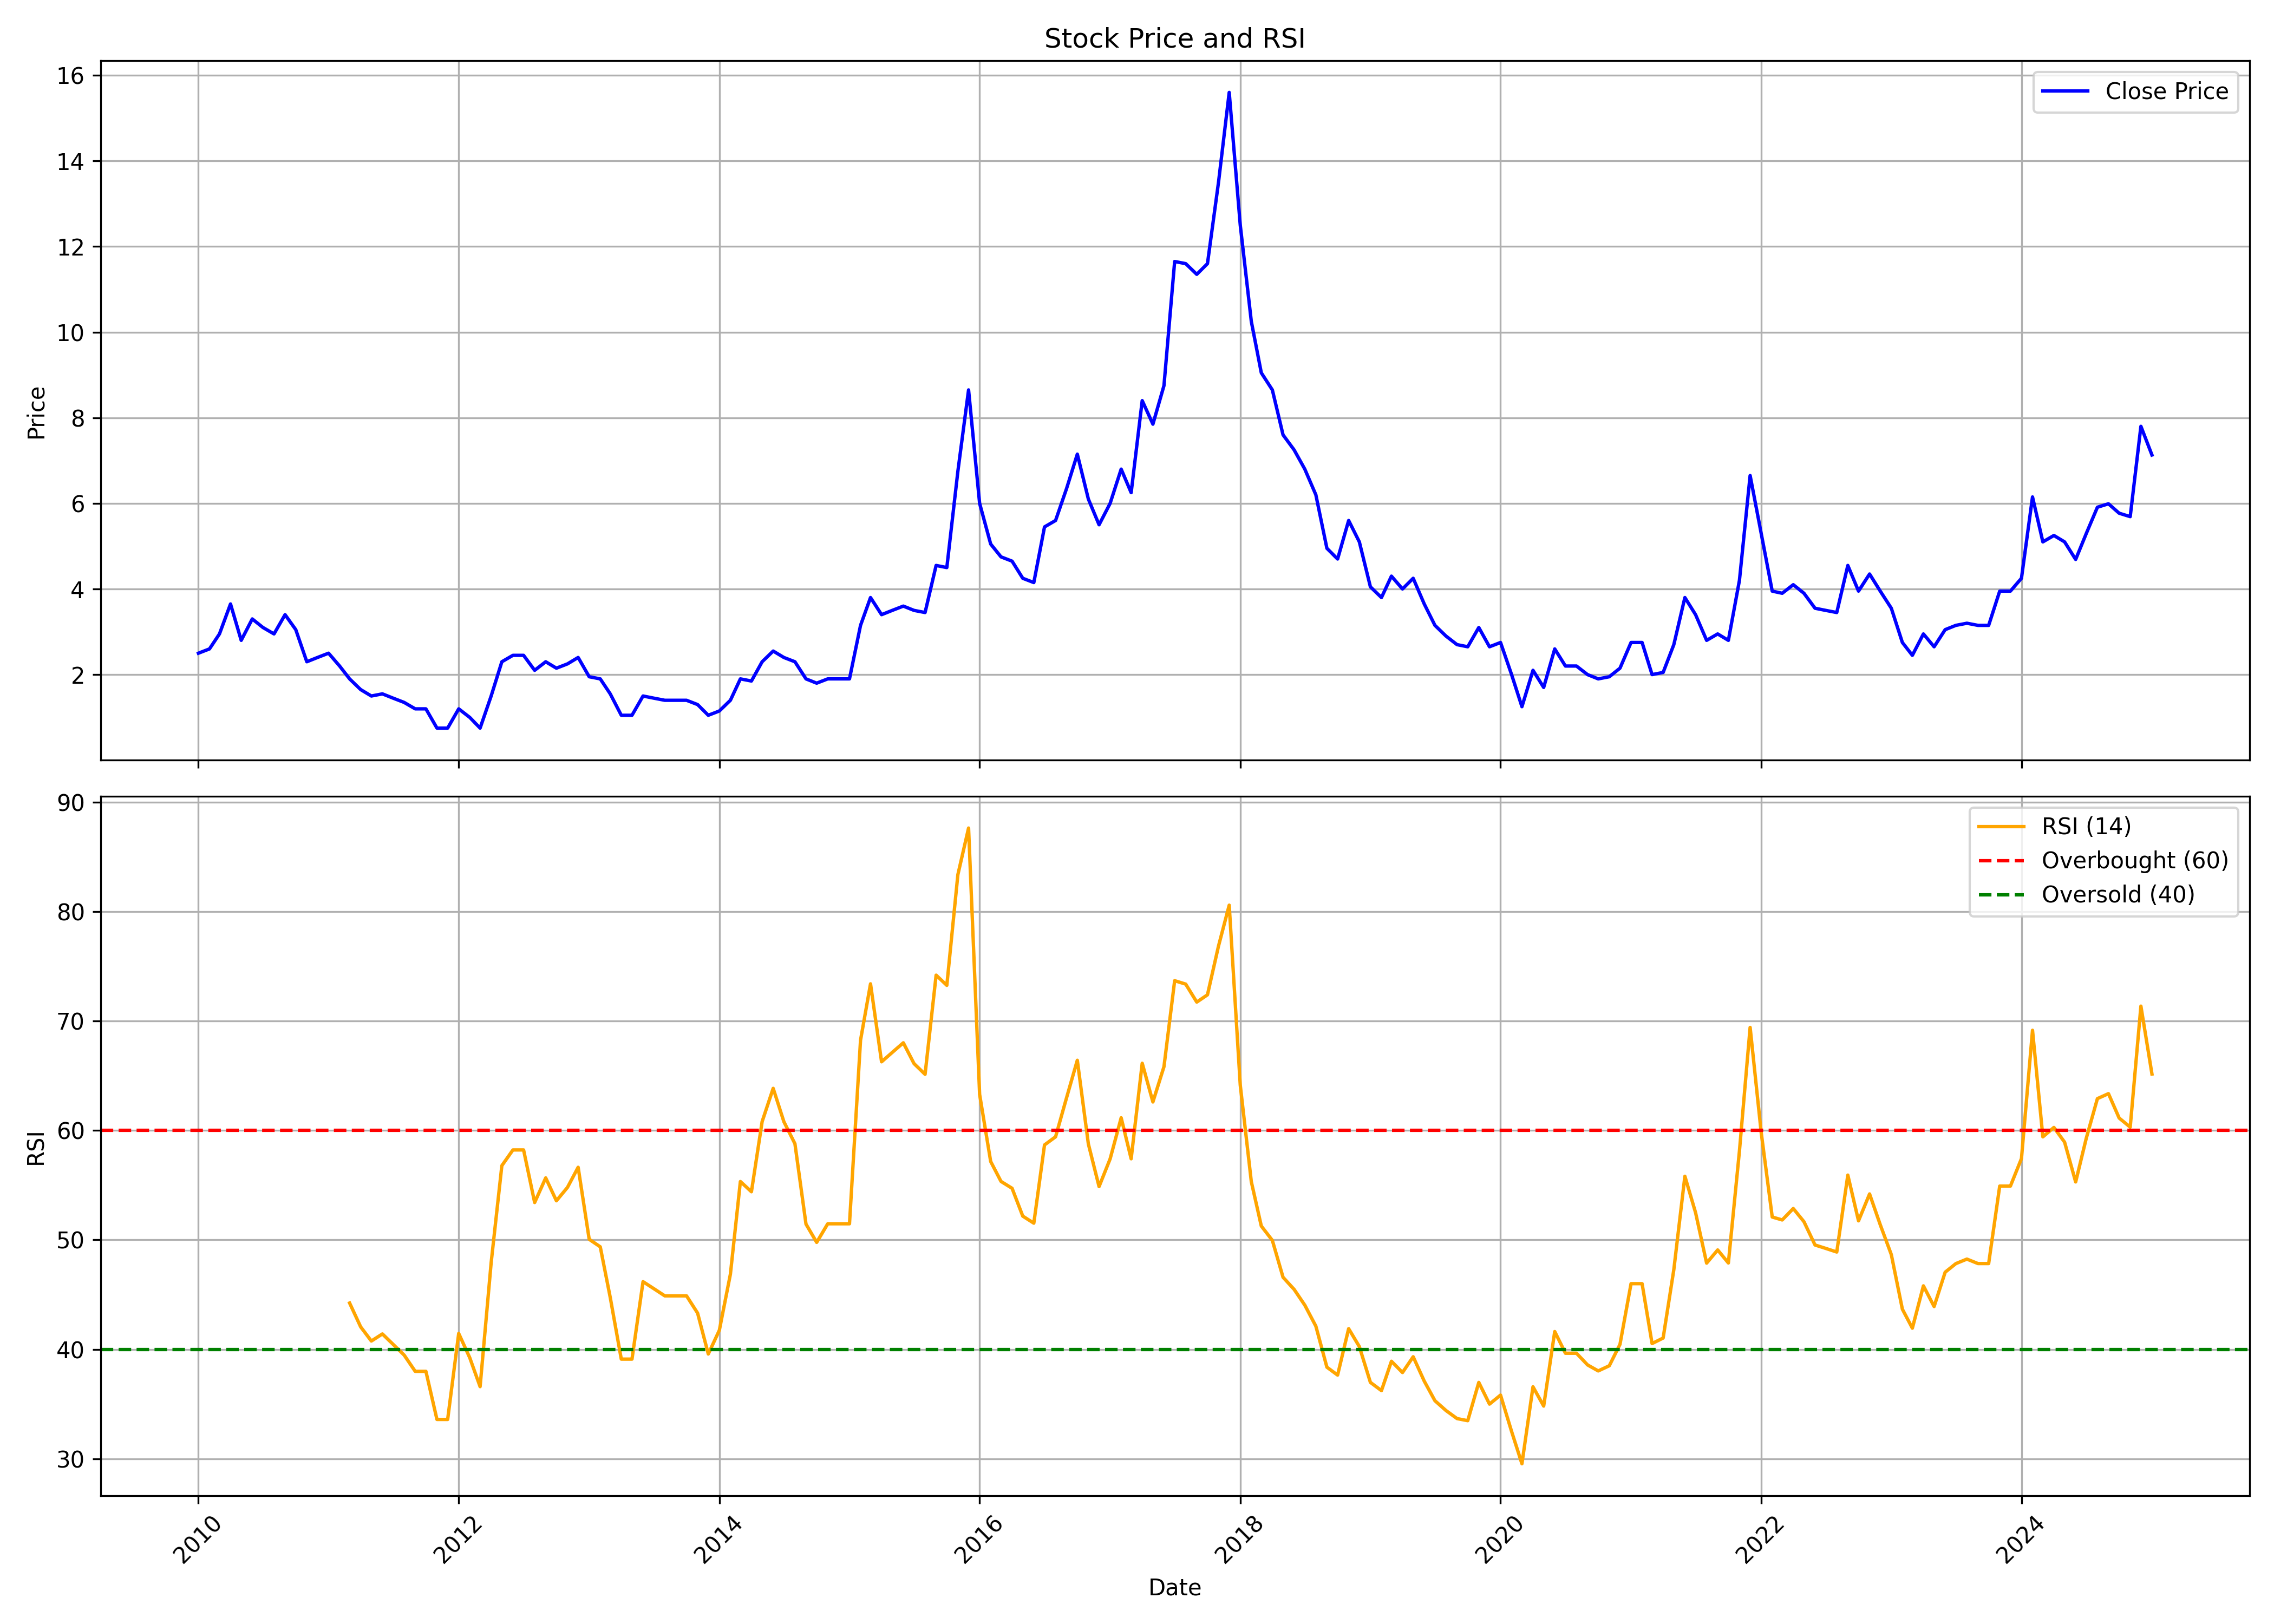 Stock Price and RSI
16
14
12
10
8
6
4
2
Price
Close Price
90
80
70
60
50
40
30
RSI
RSI (14)
Overbought (60)
Oversold (40)
2010
2012
2014
2016
2018
2020
2022
2024
Date